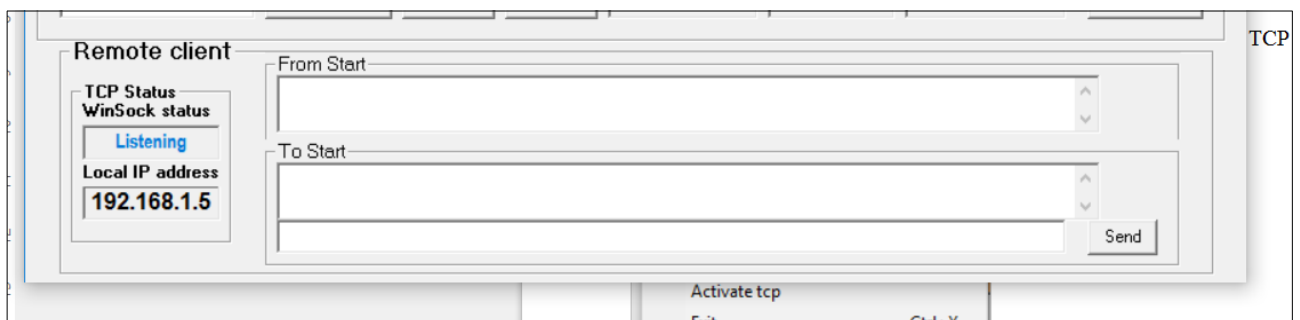 TCP
Remote client
From Start
TCP Status
WinSock status
Listening
Local IP address
192.168.1.5
To Start
Send
Activate tcp